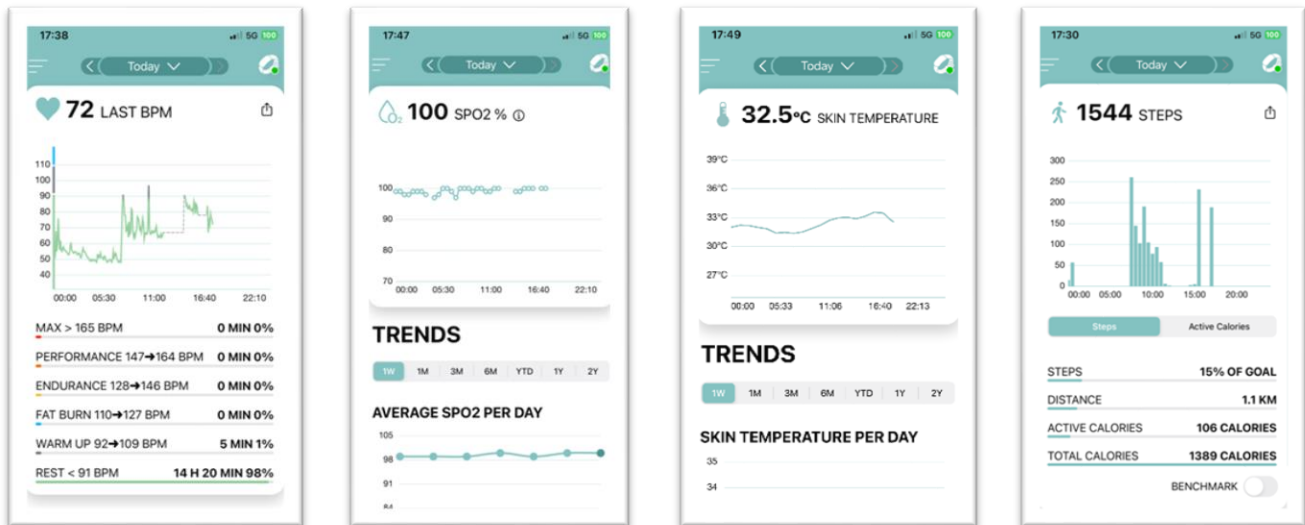 17:38
5G 100
Today
72 LAST BPM
110
100
90
80
70
60
50
40
00:00 05:30 11:00 16:40 22:10
MAX > 165 BPM 0 MIN 0%
PERFORMANCE 147➔164 BPM 0 MIN 0%
ENDURANCE 128➔146 BPM 0 MIN 0%
FAT BURN 110➔127 BPM 0 MIN 0%
WARM UP 92➔109 BPM 5 MIN 1%
REST < 91 BPM 14 H 20 MIN 98%
17:47
5G 100
Today
O2 100 SPO2 %
100
90
80
70
00:00 05:30 11:00 16:40 22:10
TRENDS
1W 1M 3M 6M YTD 1Y 2Y
AVERAGE SPO2 PER DAY
105
98
91
84
17:49
5G 100
Today
32.5°C SKIN TEMPERATURE
39°C
36°C
33°C
30°C
27°C
00:00 05:33 11:06 16:40 22:13
TRENDS
1W 1M 3M 6M YTD 1Y 2Y
SKIN TEMPERATURE PER DAY
35
34
17:30
5G 100
Today
1544 STEPS
300
250
200
150
100
50
0
00:00 05:00 10:00 15:00 20:00
Steps Active Calories
STEPS 15% OF GOAL
DISTANCE 1.1 KM
ACTIVE CALORIES 106 CALORIES
TOTAL CALORIES 1389 CALORIES
BENCHMARK